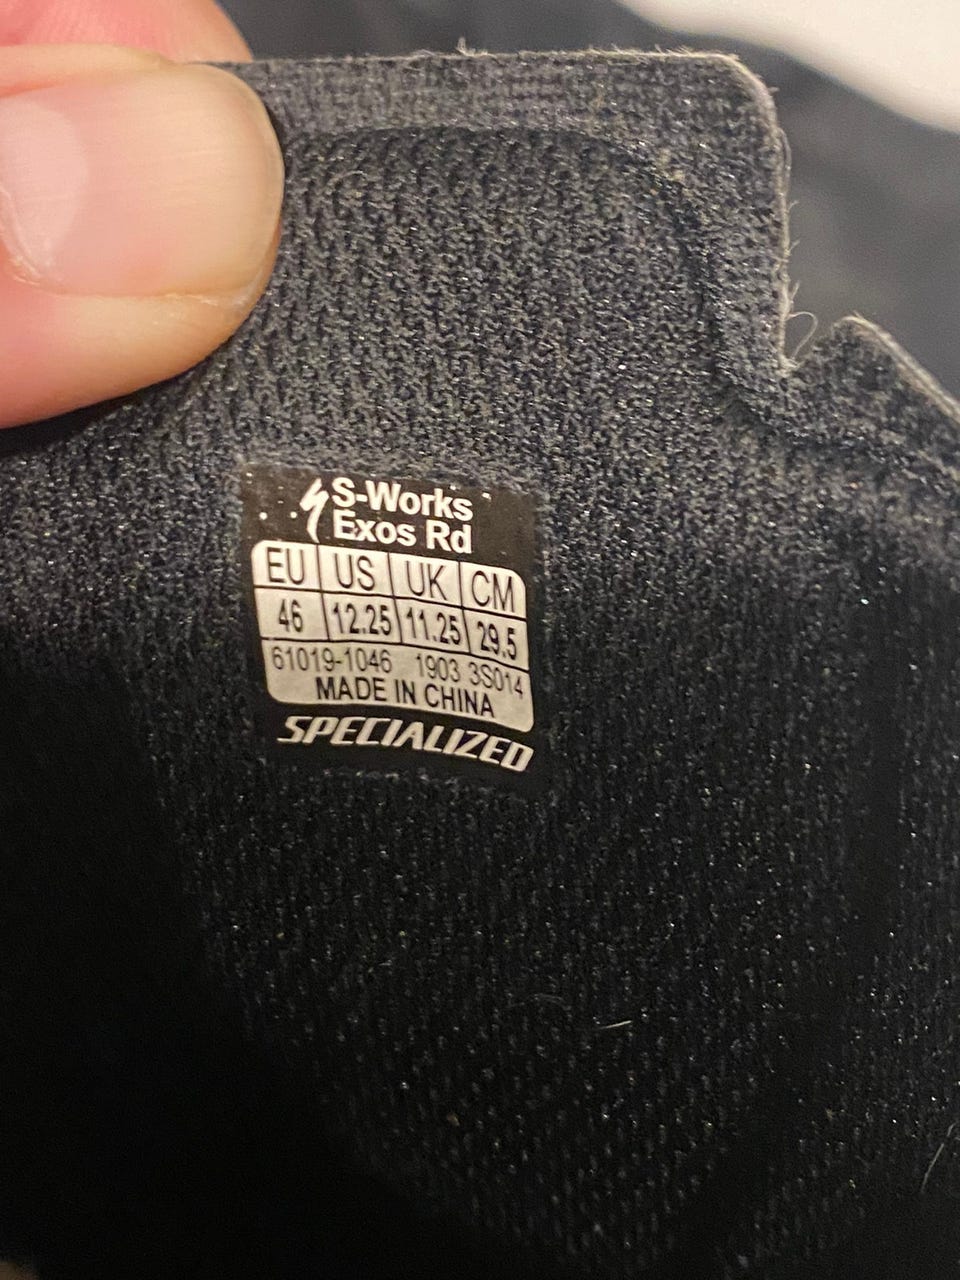 S-Works
Exos Rd
EU US UK CM
46 12.25 11.25 29.5
61019-1046 1903 3S014
MADE IN CHINA
SPECIALIZED